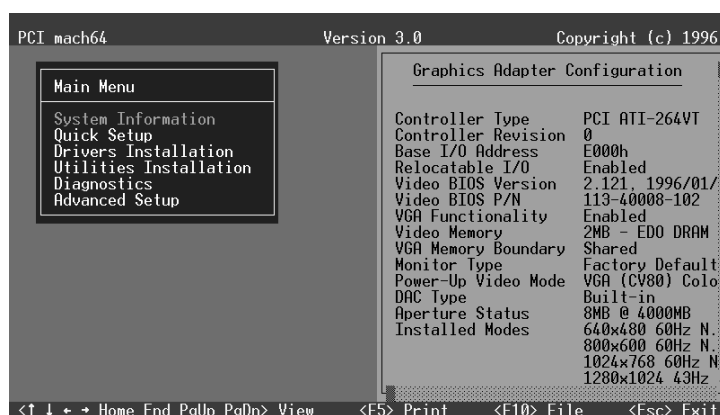 PCI mach64 Version 3.0 Copyright (c) 1996
Main Menu
System Information
Quick Setup
Drivers Installation
Utilities Installation
Diagnostics
Advanced Setup
Graphics Adapter Configuration
Controller Type PCI ATI-264VT
Controller Revision 0
Base I/O Address E000h
Relocatable I/O Enabled
Video BIOS Version 2.121, 1996/01/
Video BIOS P/N 113-40008-102
VGA Functionality Enabled
Video Memory 2MB - EDO DRAM
VGA Memory Boundary Shared
Monitor Type Factory Default
Power-Up Video Mode VGA (CV80) Colo
DAC Type Built-in
Aperture Status 8MB @ 4000MB
Installed Modes 640x480 60Hz N.
800x600 60Hz N.
1024x768 60Hz N
1280x1024 43Hz
<↑ ↓ ← → Home End PgUp PgDn> View <F5> Print <F10> File <Esc> Exit